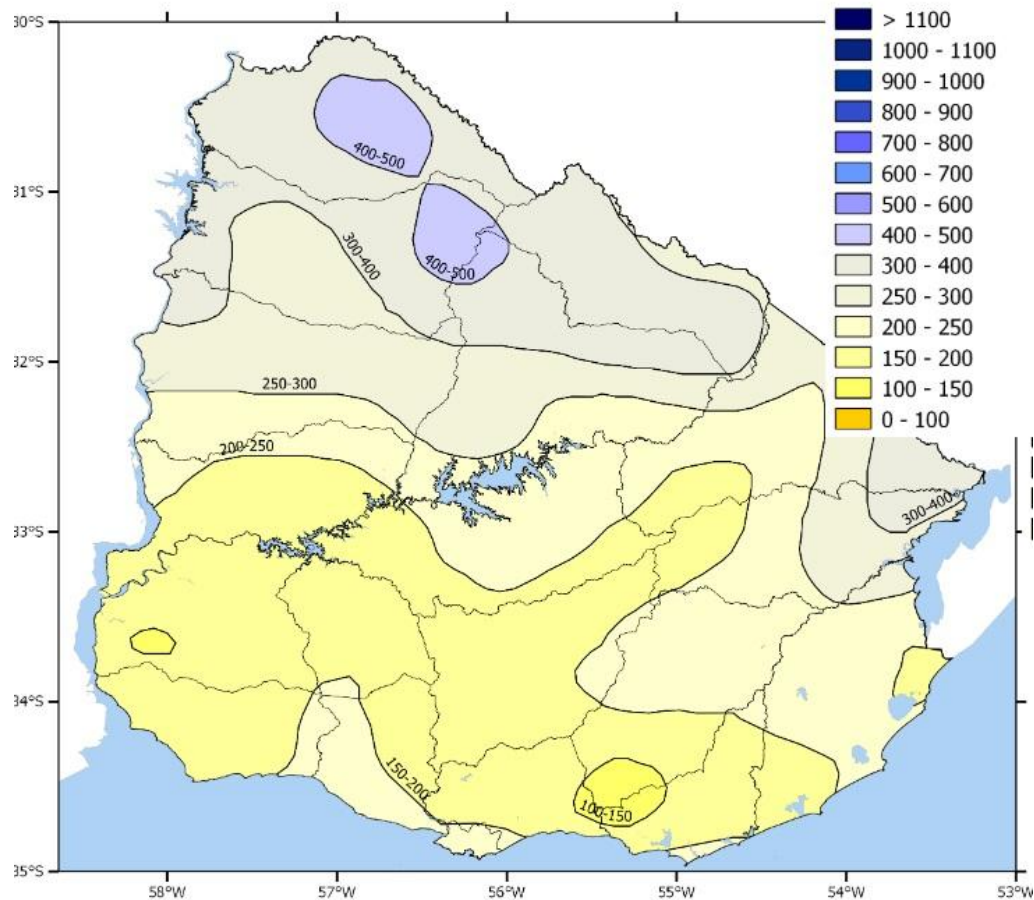 30°S
31°S
32°S
33°S
34°S
35°S
58°W
57°W
56°W
55°W
54°W
53°W
400-500
400-500
300-400
250-300
200-250
300-400
150-200
100-150
> 1100
1000 - 1100
900 - 1000
800 - 900
700 - 800
600 - 700
500 - 600
400 - 500
300 - 400
250 - 300
200 - 250
150 - 200
100 - 150
0 - 100